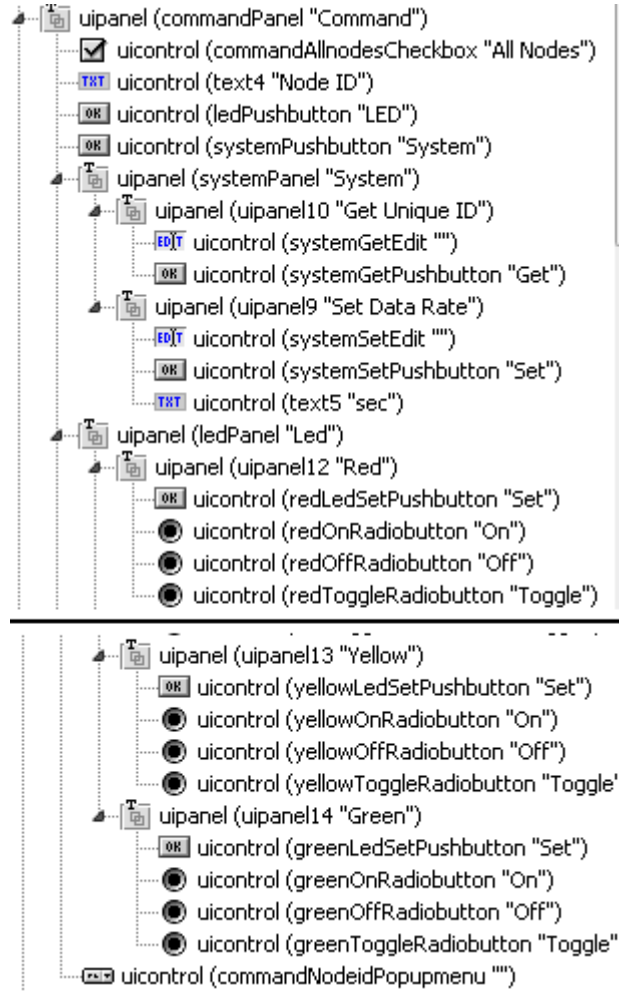 uipanel (commandPanel "Command")
uicontrol (commandAllnodesCheckbox "All Nodes")
TXT uicontrol (text4 "Node ID")
OK uicontrol (ledPushbutton "LED")
OK uicontrol (systemPushbutton "System")
T uipanel (systemPanel "System")
T uipanel (uipanel10 "Get Unique ID")
EDIT uicontrol (systemGetEdit "")
OK uicontrol (systemGetPushbutton "Get")
T uipanel (uipanel9 "Set Data Rate")
EDIT uicontrol (systemSetEdit "")
OK uicontrol (systemSetPushbutton "Set")
TXT uicontrol (text5 "sec")
T uipanel (ledPanel "Led")
T uipanel (uipanel12 "Red")
OK uicontrol (redLedSetPushbutton "Set")
uicontrol (redOnRadiobutton "On")
uicontrol (redOffRadiobutton "Off")
uicontrol (redToggleRadiobutton "Toggle")
T uipanel (uipanel13 "Yellow")
OK uicontrol (yellowLedSetPushbutton "Set")
uicontrol (yellowOnRadiobutton "On")
uicontrol (yellowOffRadiobutton "Off")
uicontrol (yellowToggleRadiobutton "Toggle'
T uipanel (uipanel14 "Green")
OK uicontrol (greenLedSetPushbutton "Set")
uicontrol (greenOnRadiobutton "On")
uicontrol (greenOffRadiobutton "Off")
uicontrol (greenToggleRadiobutton "Toggle"
uicontrol (commandNodeidPopupmenu "")